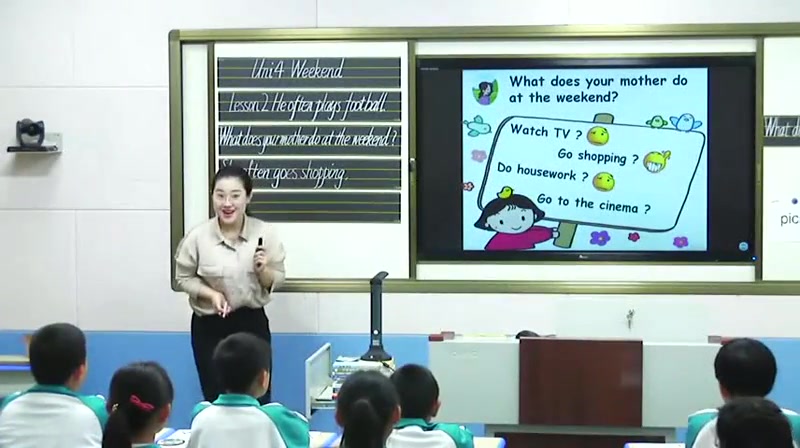 Uni4 Weekend
Lesson 2 He often plays football.
What does your mother do at the weekend?
She often goes shopping.
What does your mother do
at the weekend?
Watch TV ?
Go shopping ?
Do housework ?
Go to the cinema ?
What d
pic